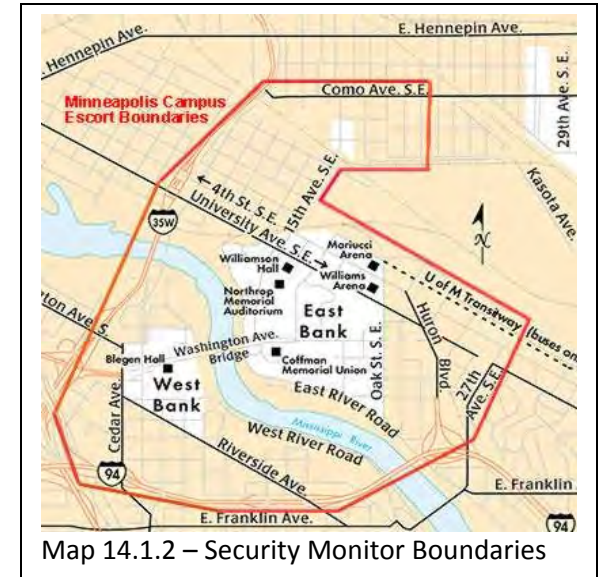 E. Hennepin Ave.
E. Hennepin Ave.
Como Ave. S.E.
Minneapolis Campus
Escort Boundaries
29th Ave. S. E.
15th Ave. S.E.
Kasota Ave.
← 4th St. S.E.
University Ave. S.E. →
35W
N
Mariucci
Arena
Williamson
Hall
Williams
Arena
U of M Transitway (buses on
Northrop
Memorial
Auditorium
East
Bank
Huron
Blvd
ton Ave. S.
Washington Ave.
Bridge
Oak St. S.E.
Blegen Hall
Coffman
Memorial Union
27th
Ave. S.E.
West
Bank
East River Road
Cedar Ave.
Mississippi River
West River Road
Riverside Ave.
94
E. Franklin
E. Franklin Ave.
94
Map 14.1.2 – Security Monitor Boundaries